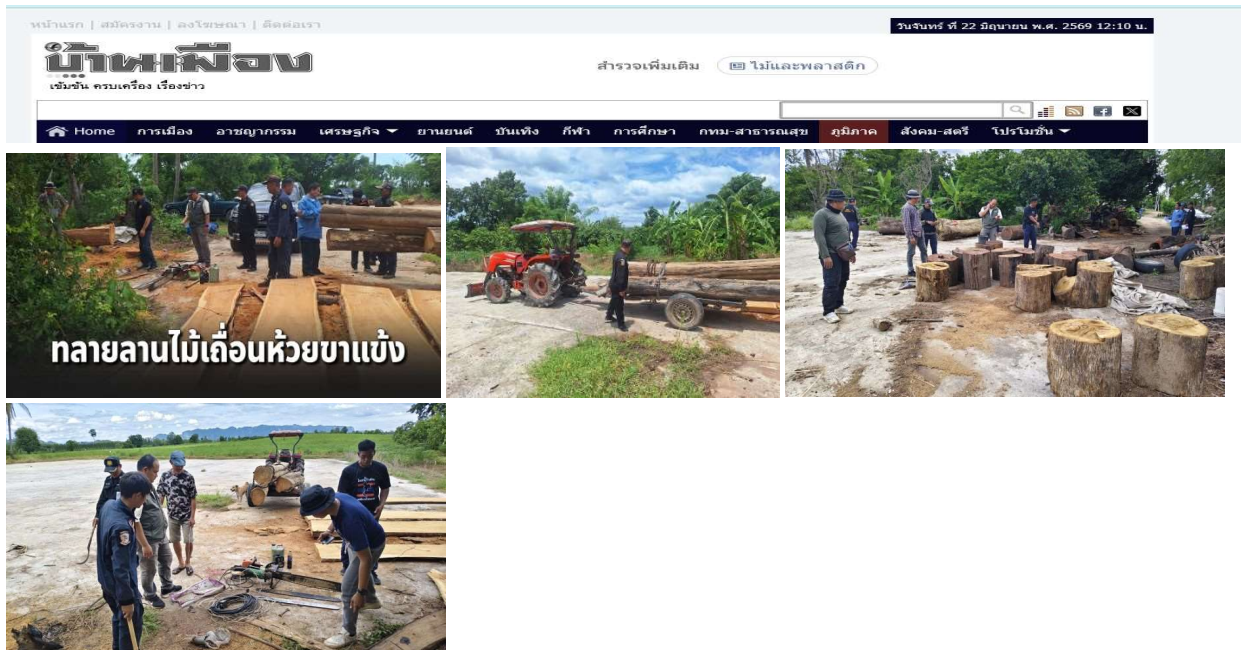 หน้าแรก | สมัครงาน | ลงโฆษณา | ติดต่อเรา
วันจันทร์ ที่ 22 มิถุนายน พ.ศ. 2569 12:10 น.
บ้านเมือง
เข้มข้น ครบเครื่อง เรื่องข่าว
สำรวจเพิ่มเติม ไม้และพลาสติก
Home การเมือง อาชญากรรม เศรษฐกิจ ยานยนต์ บันเทิง กีฬา การศึกษา กทม-สาธารณสุข ภูมิภาค สังคม-สตรี โปรโมชั่น
ทลายลานไม้เถื่อนห้วยขาแข้ง